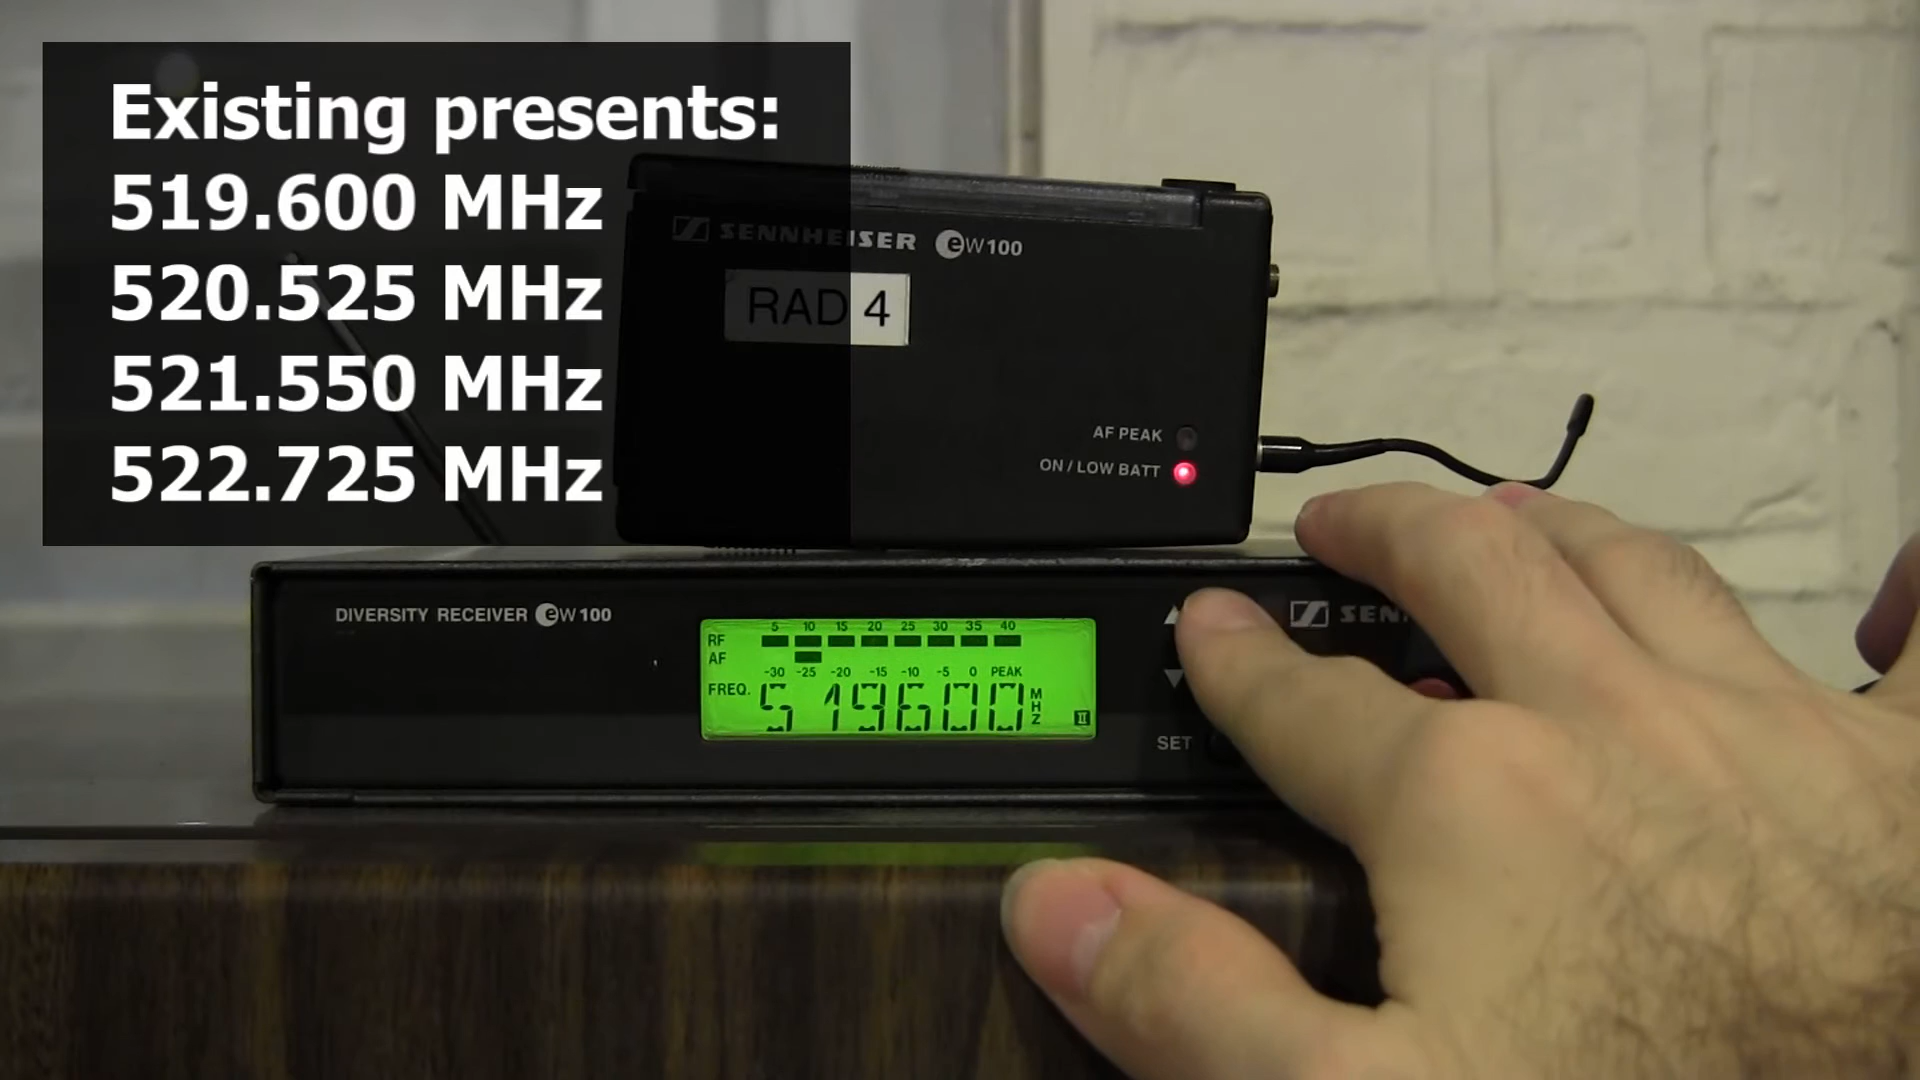 Existing presents:
519.600 MHz
520.525 MHz
521.550 MHz
522.725 MHz
SENNHEISER eW100
RAD 4
AF PEAK
ON / LOW BATT
DIVERSITY RECEIVER eW100
5 10 15 20 25 30 35 40
RF
AF
-30 -25 -20 -15 -10 -5 0 PEAK
FREQ. 519600 MHZ
II
SET
SEN